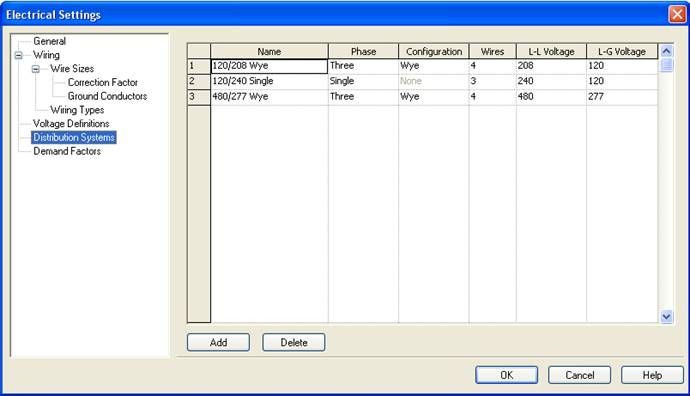 Electrical Settings
General
Wiring
Wire Sizes
Correction Factor
Ground Conductors
Wiring Types
Voltage Definitions
Distribution Systems
Demand Factors
Name Phase Configuration Wires L-L Voltage L-G Voltage
1 120/208 Wye Three Wye 4 208 120
2 120/240 Single Single None 3 240 120
3 480/277 Wye Three Wye 4 480 277
Add Delete
OK Cancel Help